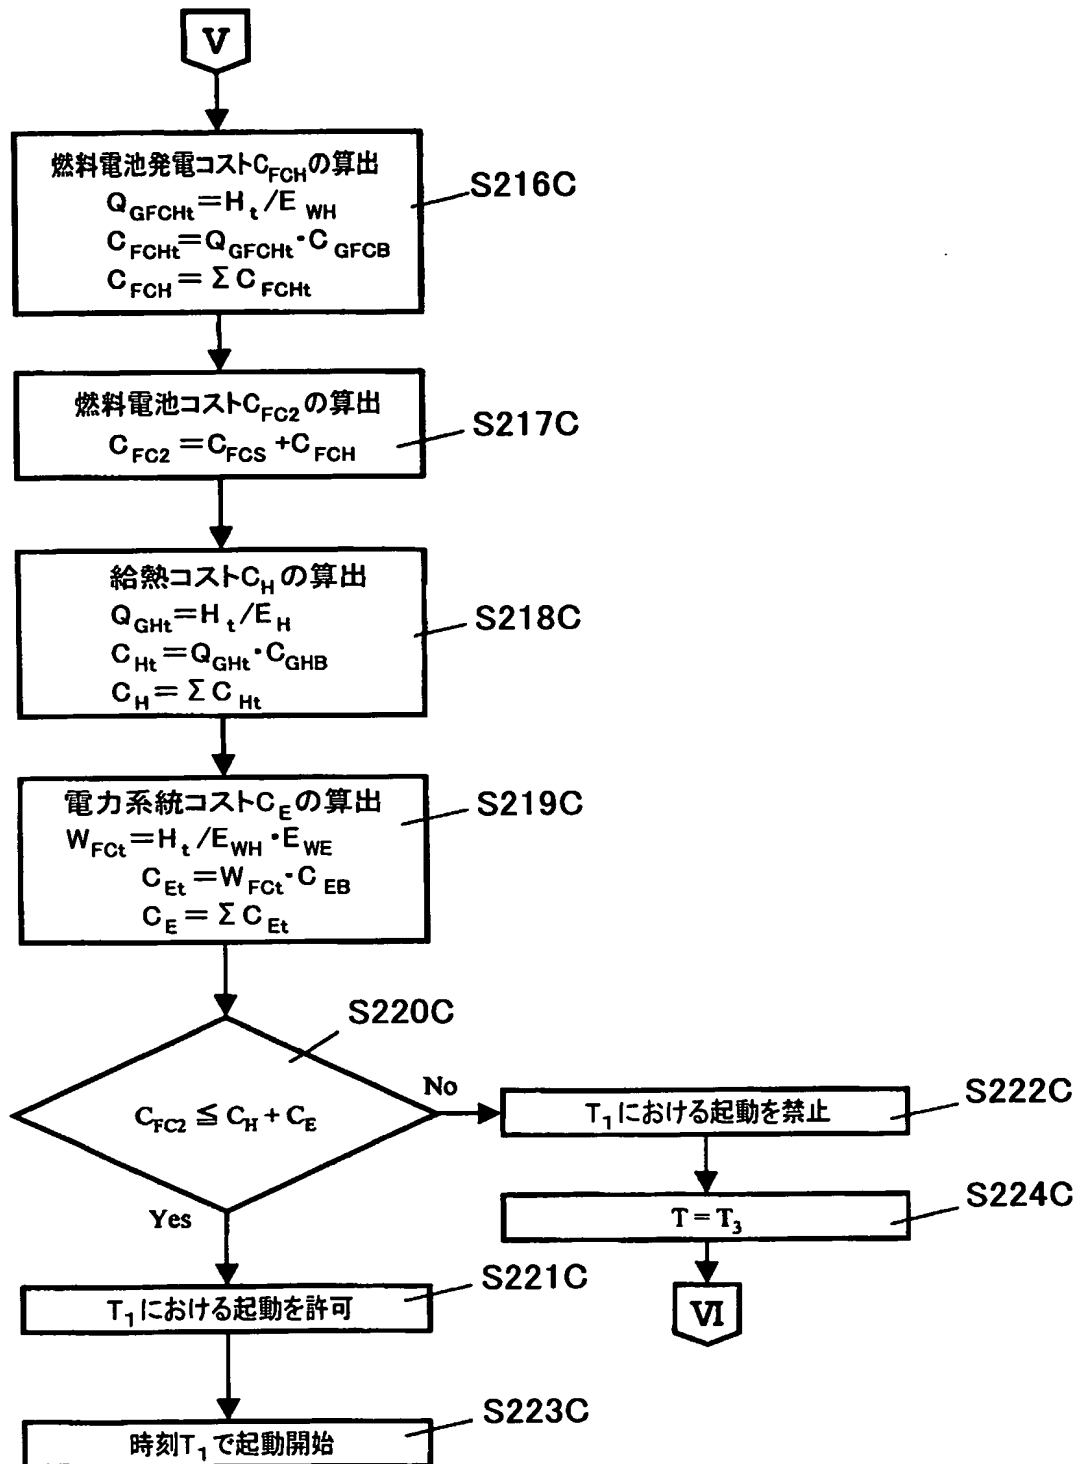 V
燃料電池発電コストC_FCHの算出
Q_GFCHt=H_t/E_WH
C_FCHt=Q_GFCHt・C_GFCB
C_FCH=ΣC_FCHt
S216C
燃料電池コストC_FC2の算出
C_FC2=C_FCS+C_FCH
S217C
給熱コストC_Hの算出
Q_GHt=H_t/E_H
C_Ht=Q_GHt・C_GHB
C_H=ΣC_Ht
S218C
電力系統コストC_Eの算出
W_FCt=H_t/E_WH・E_WE
C_Et=W_FCt・C_EB
C_E=ΣC_Et
S219C
S220C
C_FC2≦C_H+C_E
No
Yes
T_1における起動を禁止
S222C
T=T_3
S224C
VI
T_1における起動を許可
S221C
時刻T_1で起動開始
S223C